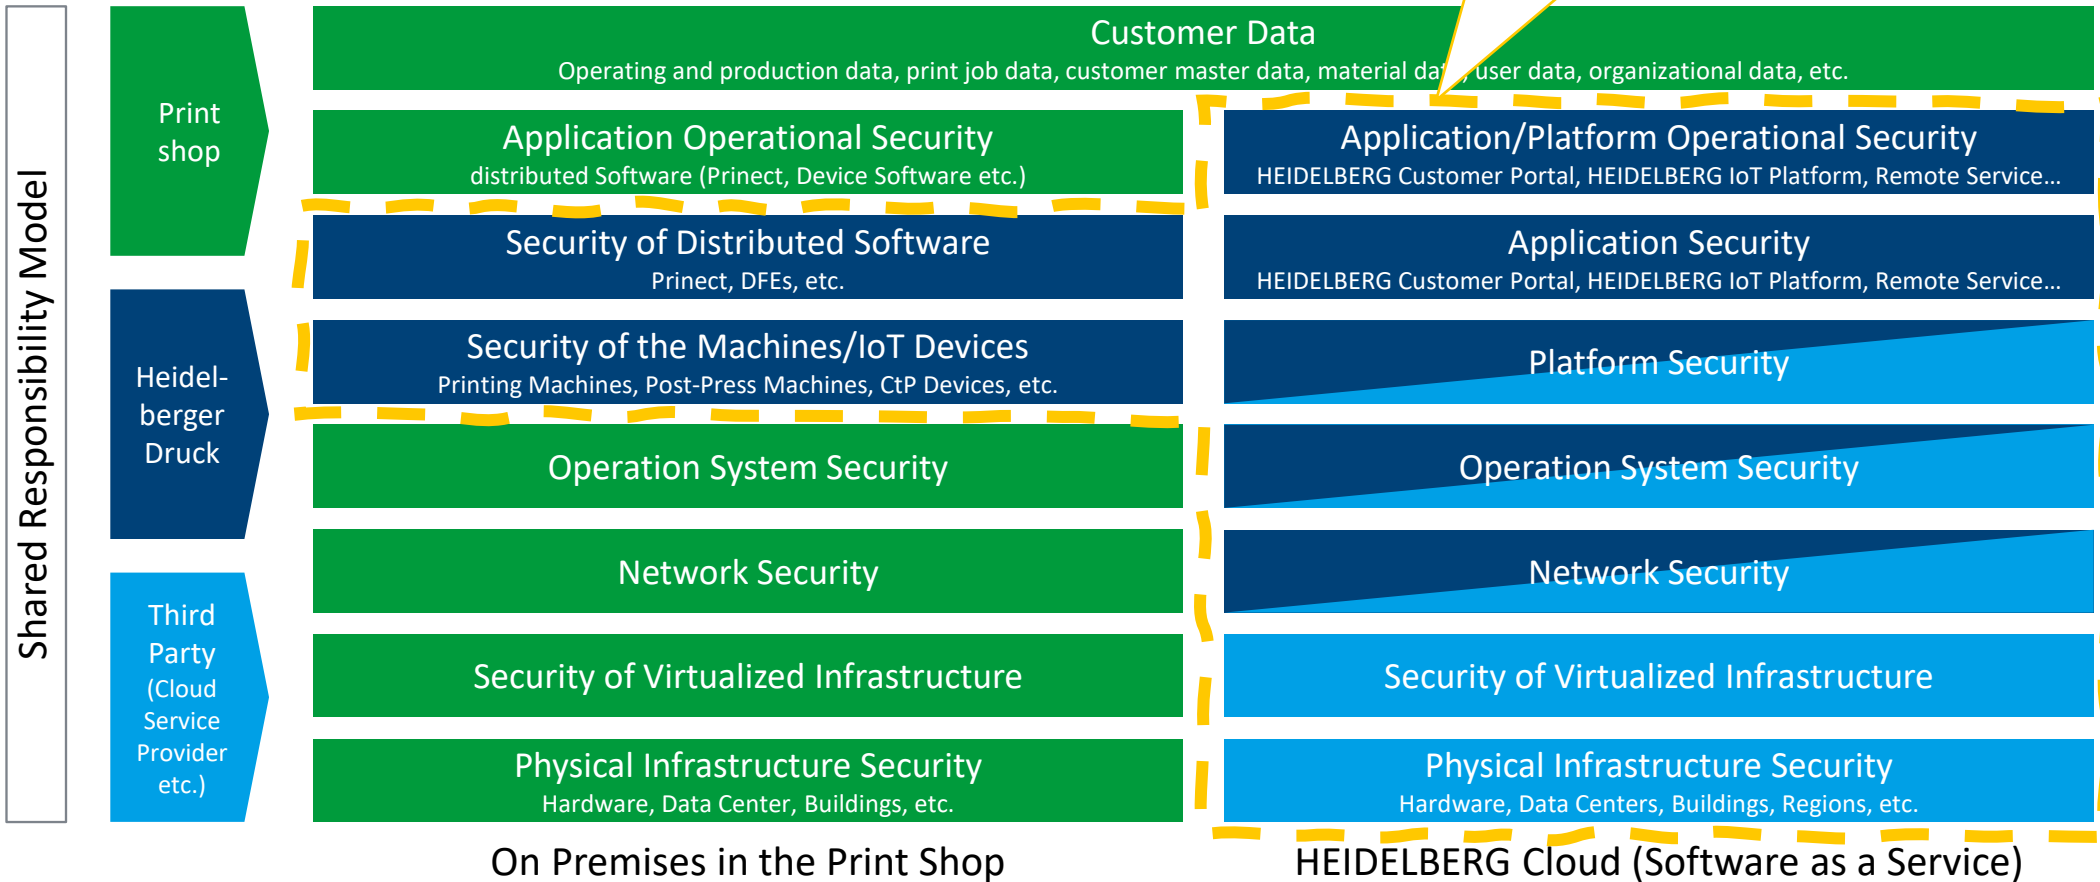 Shared Responsibility Model
Print
shop
Heidel-
berger
Druck
Third
Party
(Cloud
Service
Provider
etc.)
Customer Data
Operating and production data, print job data, customer master data, material data, user data, organizational data, etc.
Application Operational Security
distributed Software (Prinect, Device Software etc.)
Security of Distributed Software
Prinect, DFEs, etc.
Security of the Machines/IoT Devices
Printing Machines, Post-Press Machines, CtP Devices, etc.
Operation System Security
Network Security
Security of Virtualized Infrastructure
Physical Infrastructure Security
Hardware, Data Center, Buildings, etc.
On Premises in the Print Shop
Application/Platform Operational Security
HEIDELBERG Customer Portal, HEIDELBERG IoT Platform, Remote Service…
Application Security
HEIDELBERG Customer Portal, HEIDELBERG IoT Platform, Remote Service…
Platform Security
Operation System Security
Network Security
Security of Virtualized Infrastructure
Physical Infrastructure Security
Hardware, Data Centers, Buildings, Regions, etc.
HEIDELBERG Cloud (Software as a Service)